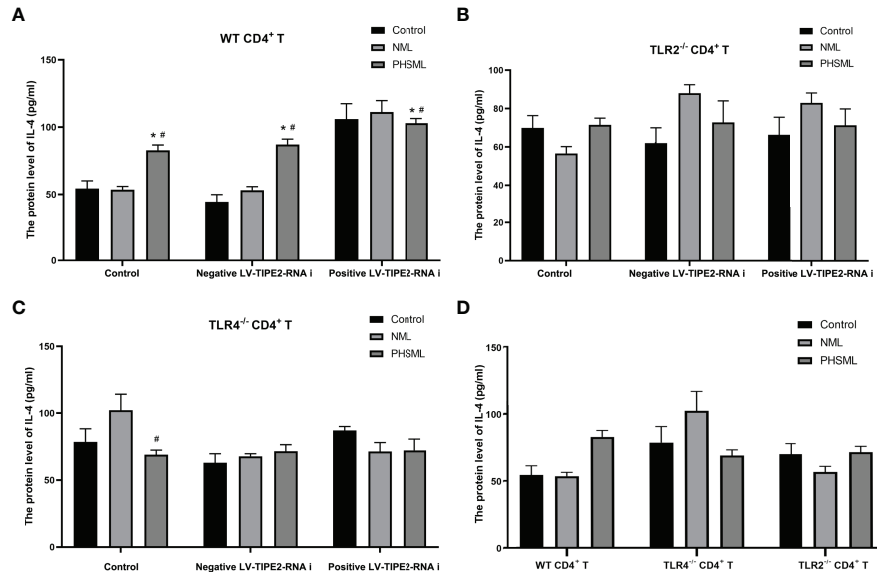 A
WT CD4+ T
Control
NML
PHSML
The protein level of IL-4 (pg/ml)
150
100
50
0
* #
* #
* #
Control
Negative LV-TIPE2-RNA i
Positive LV-TIPE2-RNA i
B
TLR2-/- CD4+ T
Control
NML
PHSML
The protein level of IL-4 (pg/ml)
100
80
60
40
20
0
Control
Negative LV-TIPE2-RNA i
Positive LV-TIPE2-RNA i
C
TLR4-/- CD4+ T
Control
NML
PHSML
The protein level of IL-4 (pg/ml)
150
100
50
0
#
Control
Negative LV-TIPE2-RNA i
Positive LV-TIPE2-RNA i
D
Control
NML
PHSML
The protein level of IL-4 (pg/ml)
150
100
50
0
WT CD4+ T
TLR4-/- CD4+ T
TLR2-/- CD4+ T